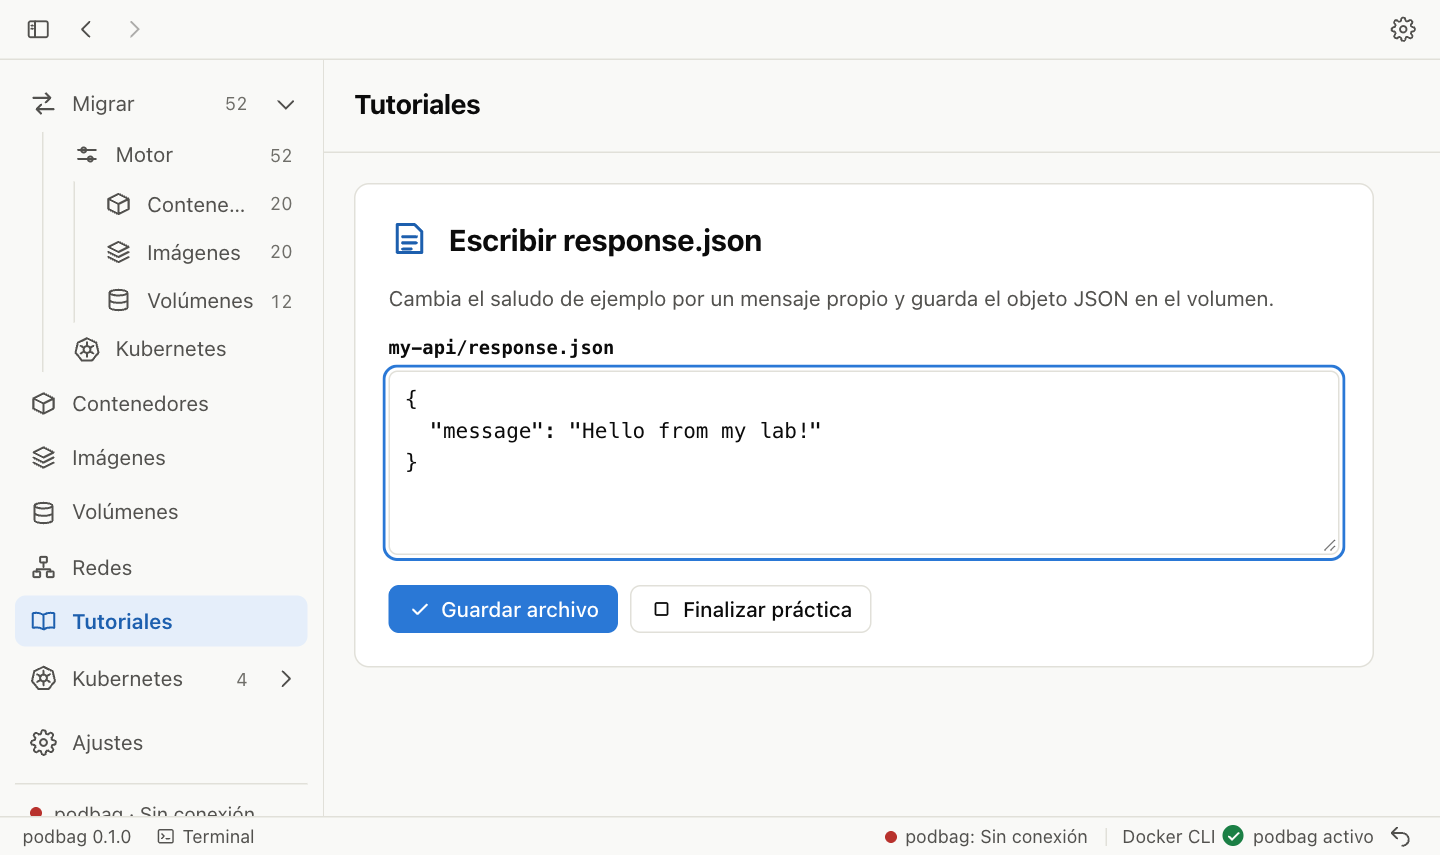 Migrar 52
Motor 52
Contene... 20
Imágenes 20
Volúmenes 12
Kubernetes
Contenedores
Imágenes
Volúmenes
Redes
Tutoriales
Kubernetes 4
Ajustes
podbag · Sin conexión
Tutoriales
Escribir response.json
Cambia el saludo de ejemplo por un mensaje propio y guarda el objeto JSON en el volumen.
my-api/response.json
{
  "message": "Hello from my lab!"
}
Guardar archivo
Finalizar práctica
podbag 0.1.0
Terminal
podbag: Sin conexión
Docker CLI
podbag activo